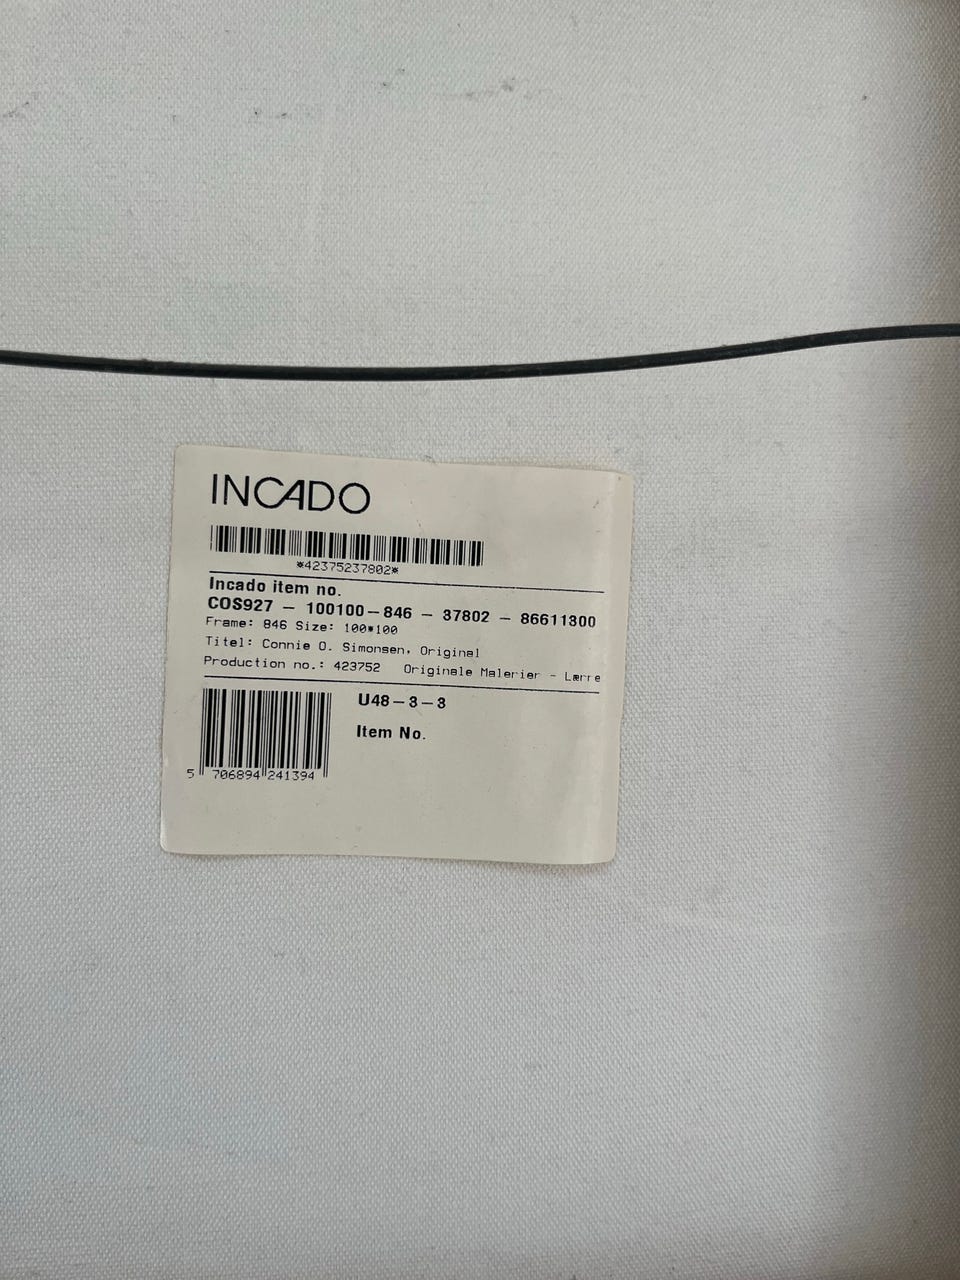 INCADO
*42375237802*
Incado item no.
COS927 - 100100-846 - 37802 - 86611300
Frame: 846 Size: 100*100
Titel: Connie O. Simonsen, Original
Production no.: 423752 Originale Malerier - Lærre
U48-3-3
Item No.
5 706894 241394